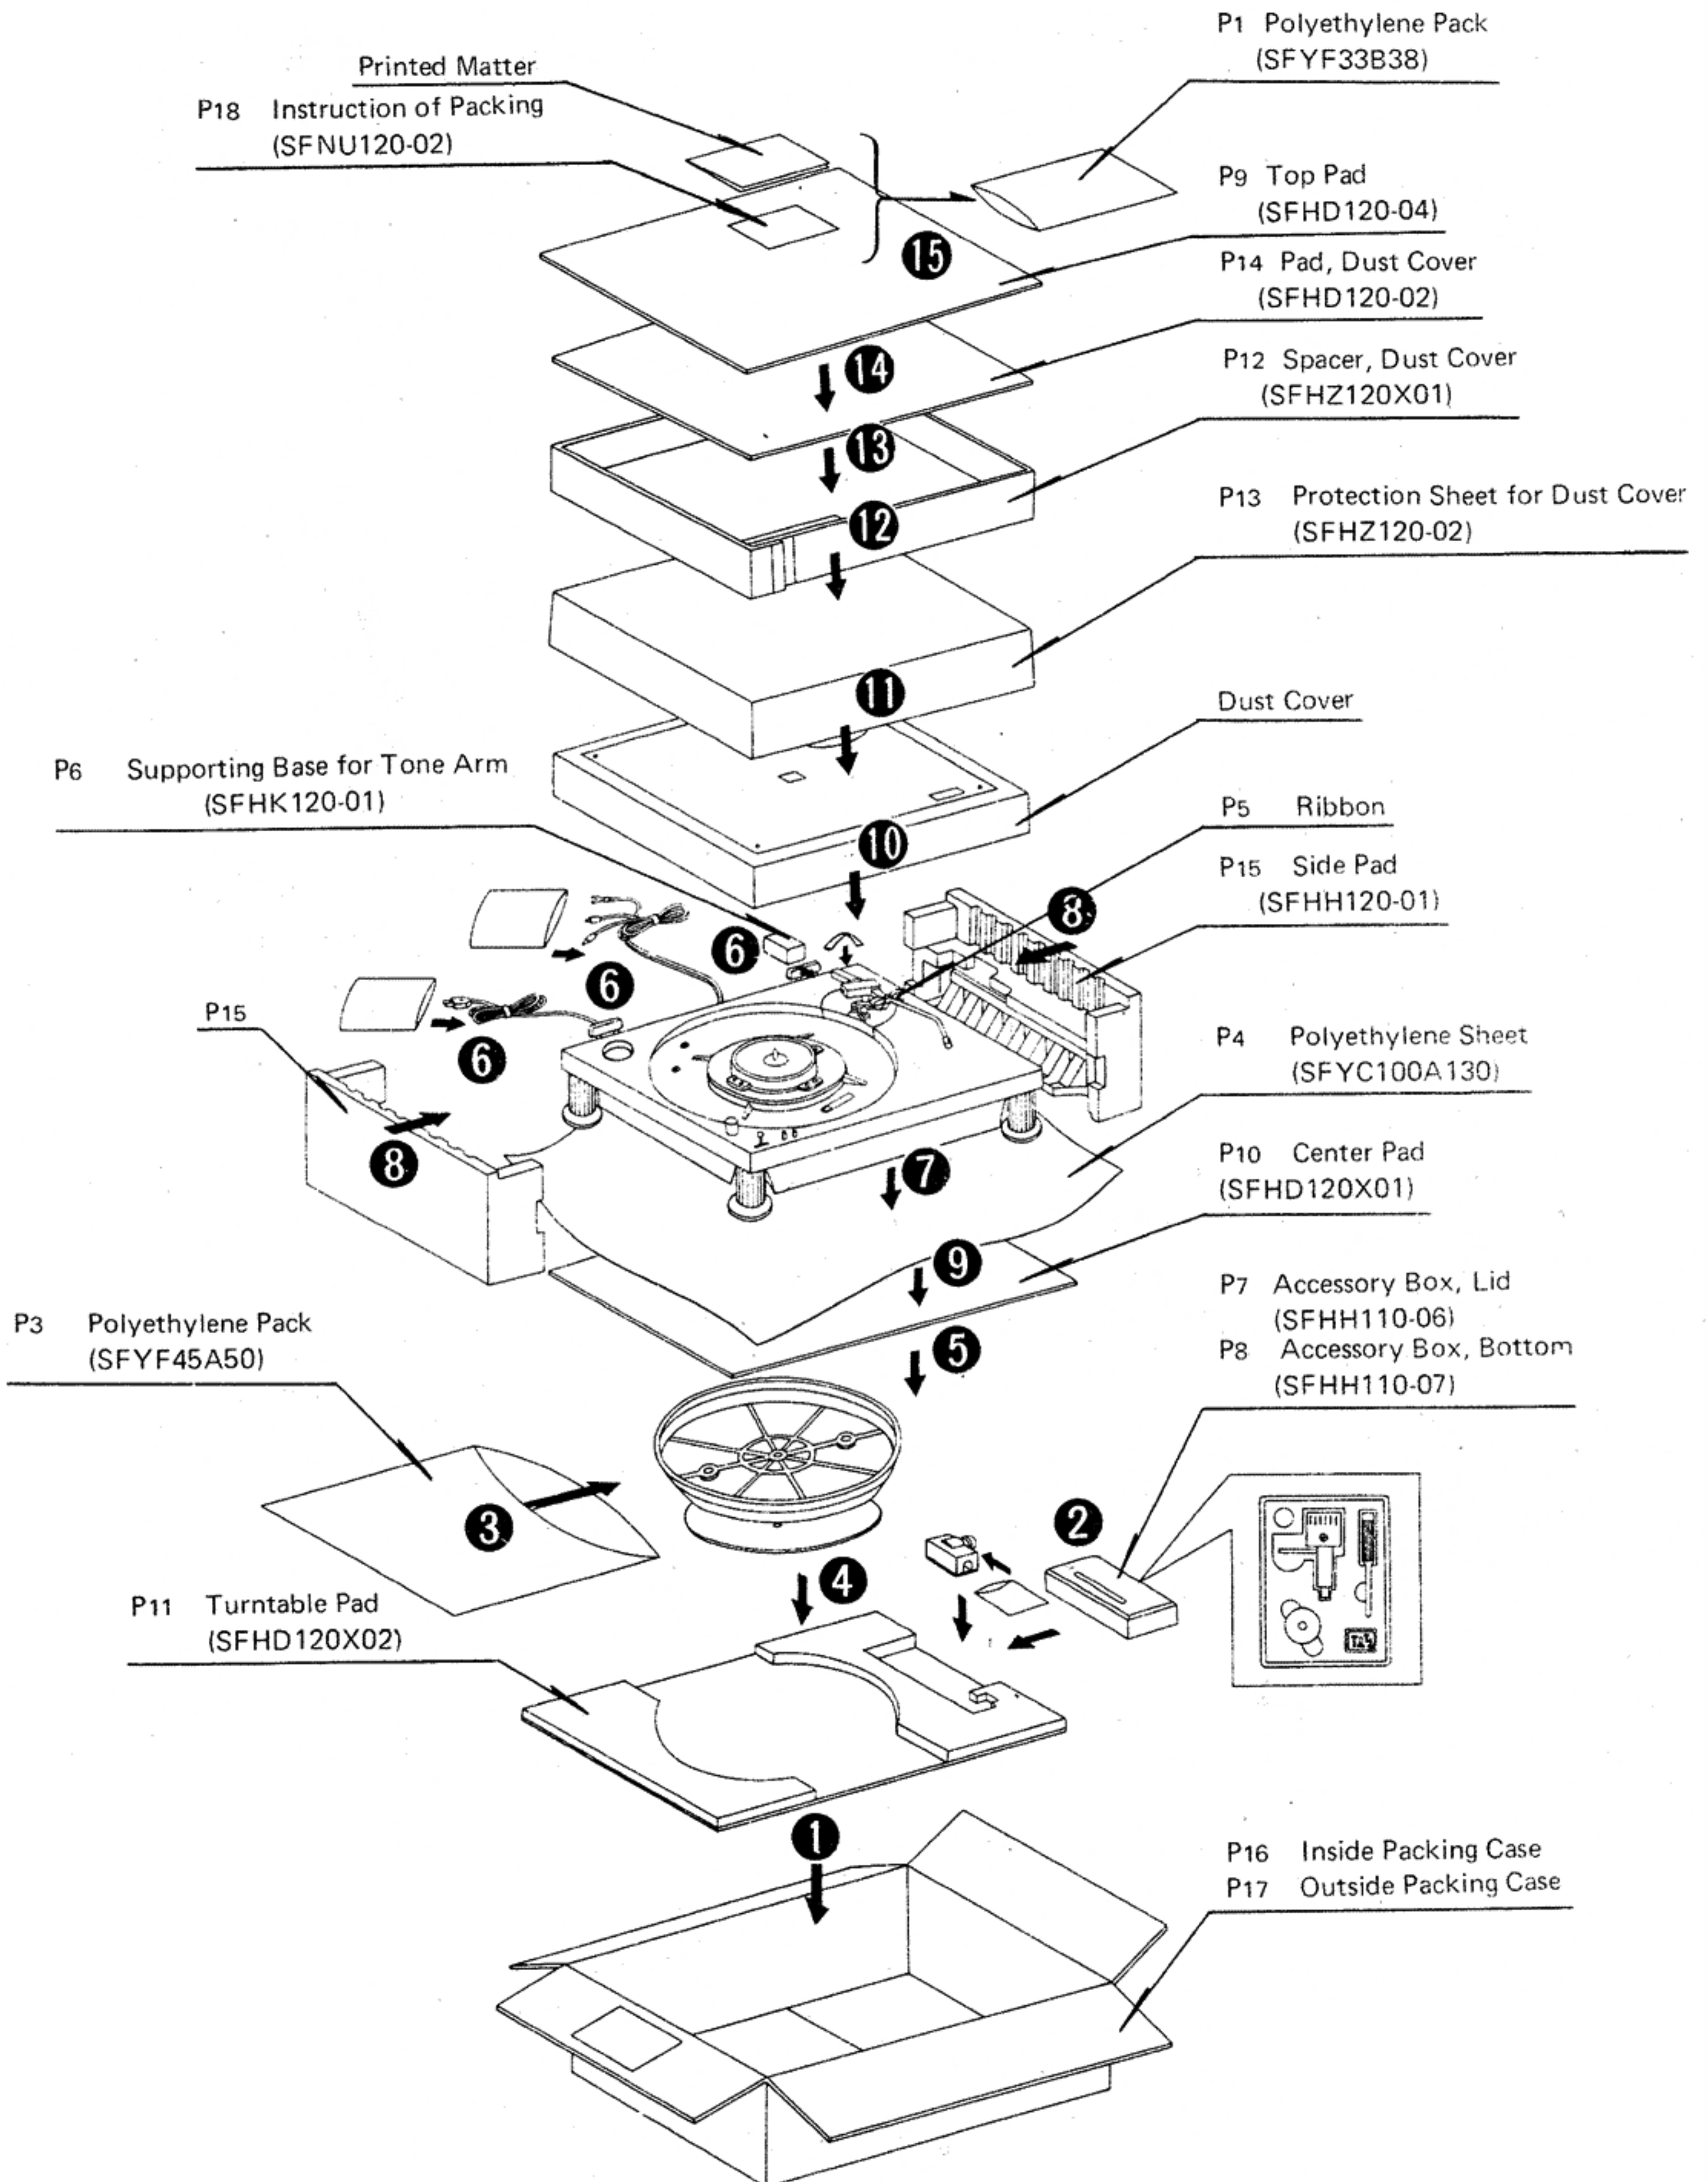 P1 Polyethylene Pack
(SFYF33B38)
Printed Matter
P18 Instruction of Packing
(SFNU120-02)
P9 Top Pad
(SFHD120-04)
15
P14 Pad, Dust Cover
(SFHD120-02)
14
P12 Spacer, Dust Cover
(SFHZ120X01)
13
12
P13 Protection Sheet for Dust Cover
(SFHZ120-02)
11
Dust Cover
P6 Supporting Base for Tone Arm
(SFHK120-01)
P5 Ribbon
10
P15 Side Pad
(SFHH120-01)
8
6
6
P15
6
P4 Polyethylene Sheet
(SFYC100A130)
8
7
P10 Center Pad
(SFHD120X01)
9
P7 Accessory Box, Lid
(SFHH110-06)
P8 Accessory Box, Bottom
(SFHH110-07)
P3 Polyethylene Pack
(SFYF45A50)
5
3
2
4
P11 Turntable Pad
(SFHD120X02)
1
P16 Inside Packing Case
P17 Outside Packing Case